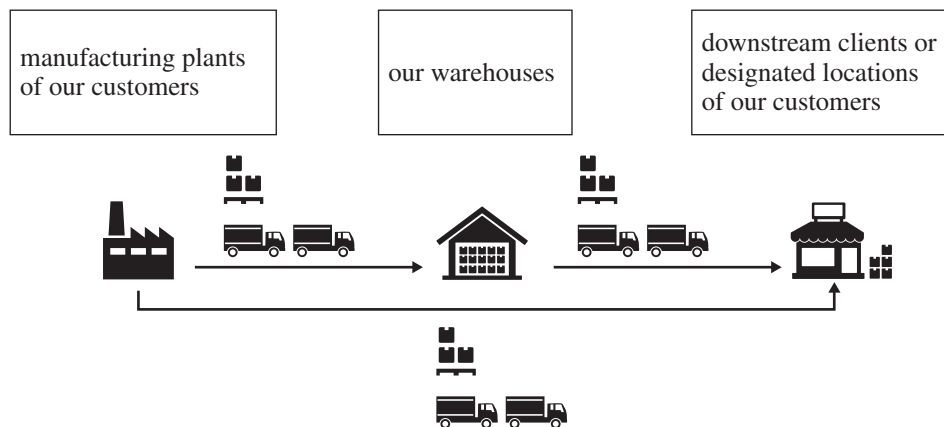 manufacturing plants
of our customers
our warehouses
downstream clients or
designated locations
of our customers